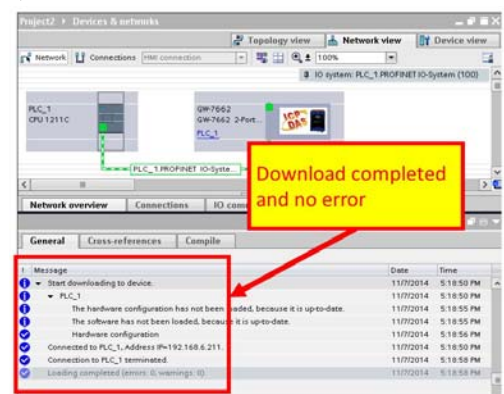 Project2 ▸ Devices & networks
Topology view Network view Device view
Network Connections HMI connection 100%
IO system: PLC_1.PROFINET IO-System (100)
PLC_1
CPU 1211C
GW-7662
GW-7662 2-Port...
PLC_1
ICP DAS
PLC_1.PROFINET IO-Syste...
Download completed
and no error
Network overview Connections IO com
General Cross-references Compile
! Message Date Time
Start downloading to device. 11/7/2014 5:18:50 PM
PLC_1 11/7/2014 5:18:50 PM
The hardware configuration has not been loaded, because it is up-to-date. 11/7/2014 5:18:55 PM
The software has not been loaded, because it is up-to-date. 11/7/2014 5:18:55 PM
Hardware configuration 11/7/2014 5:18:56 PM
Connected to PLC_1, Address IP=192.168.6.211. 11/7/2014 5:18:50 PM
Connection to PLC_1 terminated. 11/7/2014 5:18:58 PM
Loading completed (errors: 0; warnings: 0). 11/7/2014 5:18:58 PM